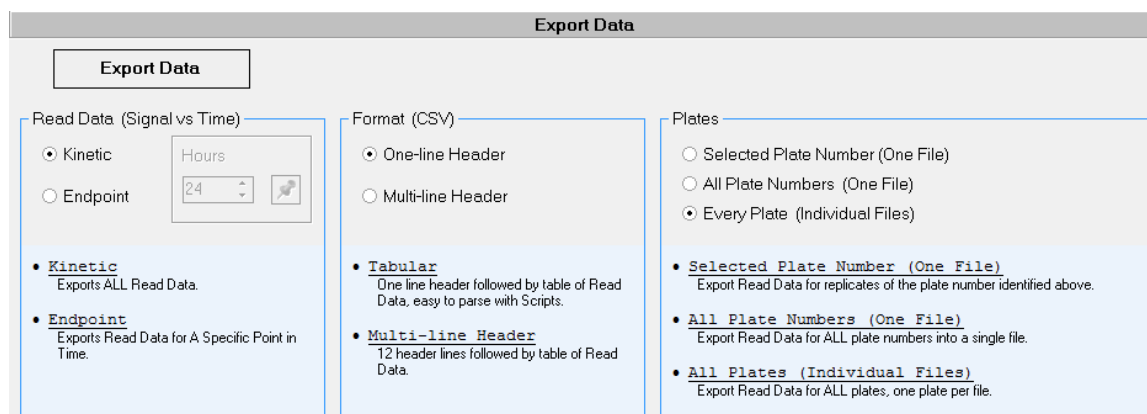 Export Data
Export Data
Read Data (Signal vs Time)
Kinetic
Hours
24
Endpoint
• Kinetic
Exports ALL Read Data.
• Endpoint
Exports Read Data for A Specific Point in
Time.
Format (CSV)
One-line Header
Multi-line Header
• Tabular
One line header followed by table of Read
Data, easy to parse with Scripts.
• Multi-line Header
12 header lines followed by table of Read
Data.
Plates
Selected Plate Number (One File)
All Plate Numbers (One File)
Every Plate (Individual Files)
• Selected Plate Number (One File)
Export Read Data for replicates of the plate number identified above.
• All Plate Numbers (One File)
Export Read Data for ALL plate numbers into a single file.
• All Plates (Individual Files)
Export Read Data for ALL plates, one plate per file.